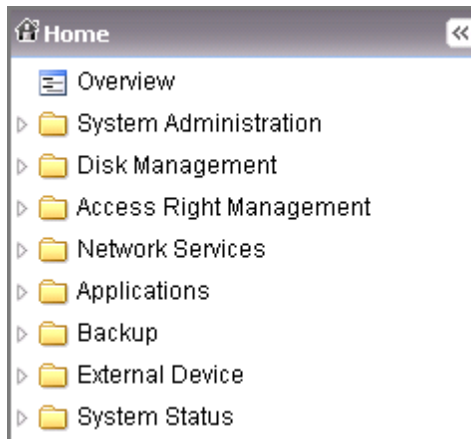 Home
Overview
System Administration
Disk Management
Access Right Management
Network Services
Applications
Backup
External Device
System Status